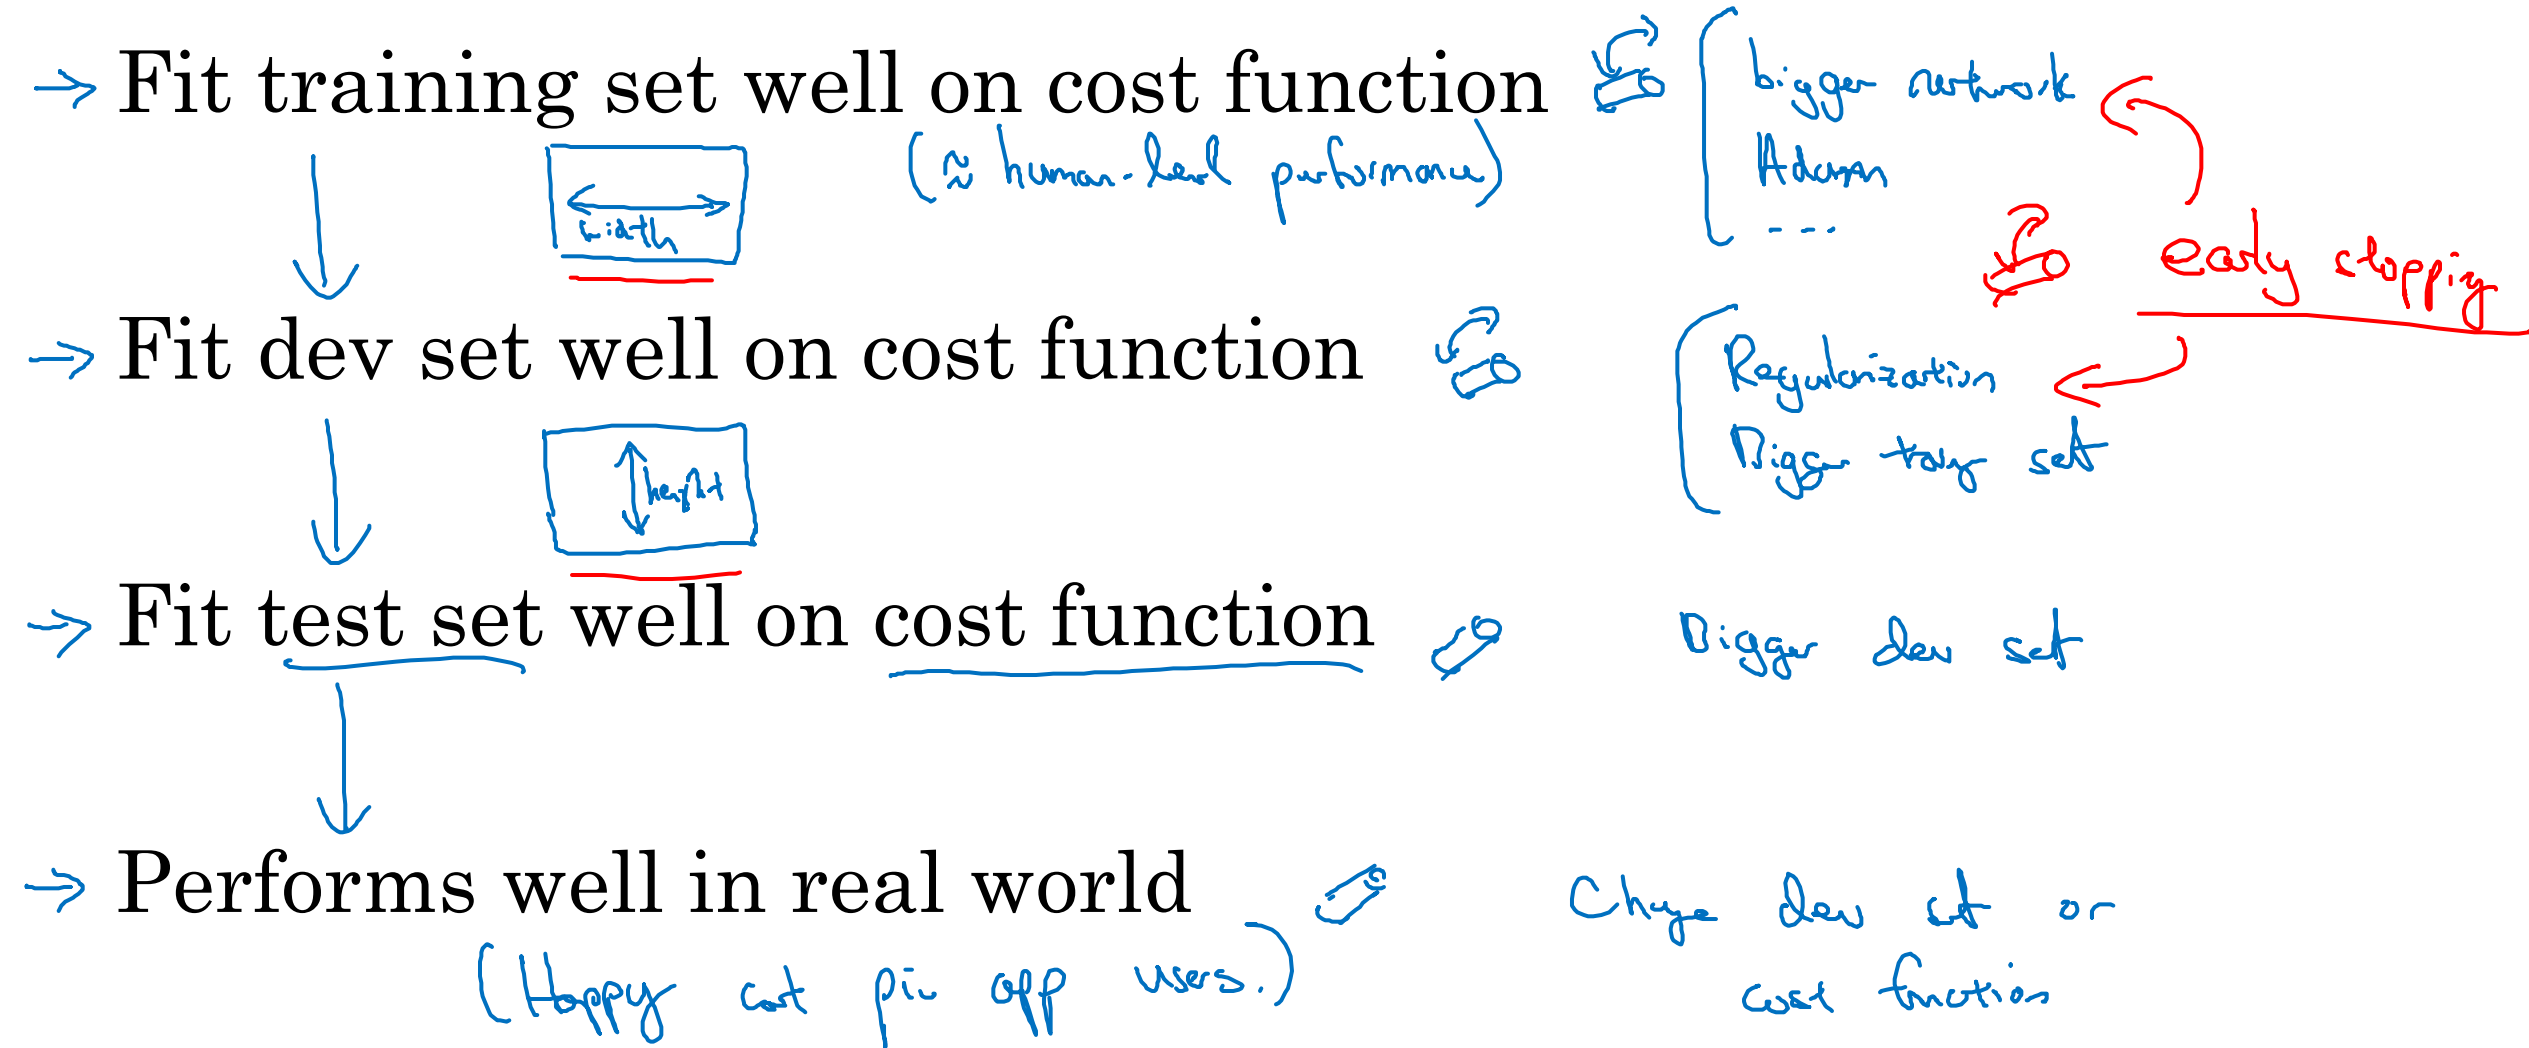 → Fit training set well on cost function
(≈ human-level performance)
bigger network
Adam
....
width
early stopping
→ Fit dev set well on cost function
Regularization
Bigger train set
height
→ Fit test set well on cost function
Bigger dev set
→ Performs well in real world
(Happy cat pic app users.)
Change dev set or
cost function